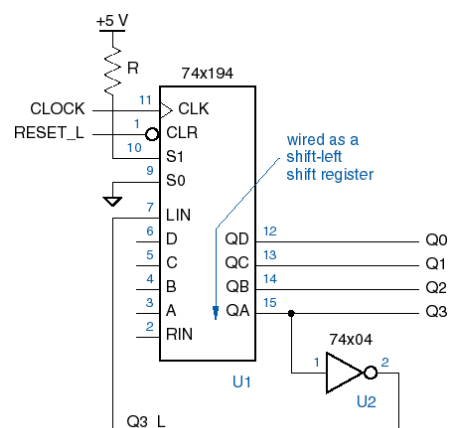 +5 V
R
74x194
CLOCK
11
CLK
RESET_L
1
CLR
10
S1
9
S0
7
LIN
6
D
5
C
4
B
3
A
2
RIN
wired as a
shift-left
shift register
QD
12
Q0
QC
13
Q1
QB
14
Q2
QA
15
Q3
74x04
1
2
U1
U2
Q3_L